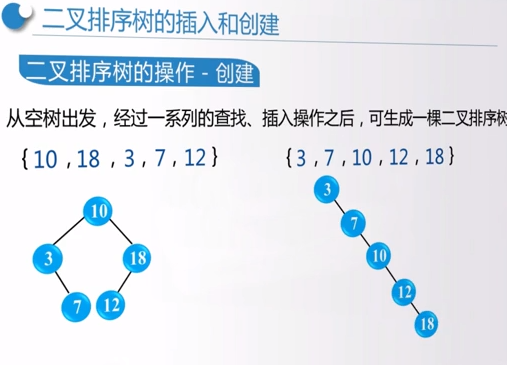 二叉排序树的插入和创建
二叉排序树的操作 - 创建
从空树出发，经过一系列的查找、插入操作之后，可生成一棵二叉排序树
{10 , 18 , 3 , 7 , 12}
{3 , 7 , 10 , 12 , 18}
10
3
18
7
12
3
7
10
12
18